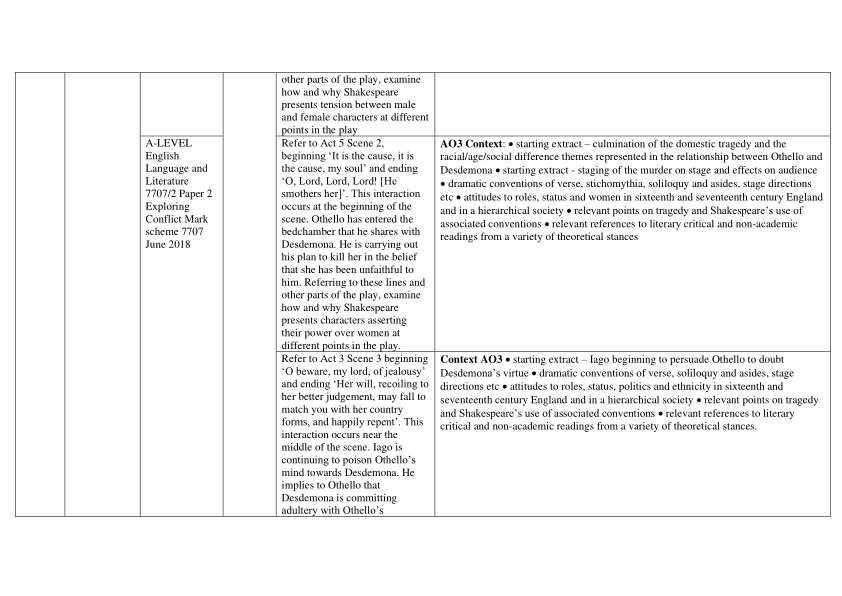 other parts of the play, examine
how and why Shakespeare
presents tension between male
and female characters at different
points in the play
A-LEVEL
English
Language and
Literature
7707/2 Paper 2
Exploring
Conflict Mark
scheme 7707
June 2018
Refer to Act 5 Scene 2,
beginning ‘It is the cause, it is
the cause, my soul’ and ending
‘O, Lord, Lord, Lord! [He
smothers her]’. This interaction
occurs at the beginning of the
scene. Othello has entered the
bedchamber that he shares with
Desdemona. He is carrying out
his plan to kill her in the belief
that she has been unfaithful to
him. Referring to these lines and
other parts of the play, examine
how and why Shakespeare
presents characters asserting
their power over women at
different points in the play.
AO3 Context: • starting extract – culmination of the domestic tragedy and the
racial/age/social difference themes represented in the relationship between Othello and
Desdemona • starting extract - staging of the murder on stage and effects on audience
• dramatic conventions of verse, stichomythia, soliloquy and asides, stage directions
etc • attitudes to roles, status and women in sixteenth and seventeenth century England
and in a hierarchical society • relevant points on tragedy and Shakespeare’s use of
associated conventions • relevant references to literary critical and non-academic
readings from a variety of theoretical stances
Refer to Act 3 Scene 3 beginning
‘O beware, my lord, of jealousy’
and ending ‘Her will, recoiling to
her better judgement, may fall to
match you with her country
forms, and happily repent’. This
interaction occurs near the
middle of the scene. Iago is
continuing to poison Othello’s
mind towards Desdemona. He
implies to Othello that
Desdemona is committing
adultery with Othello’s
Context AO3 • starting extract – Iago beginning to persuade Othello to doubt
Desdemona’s virtue • dramatic conventions of verse, soliloquy and asides, stage
directions etc • attitudes to roles, status, politics and ethnicity in sixteenth and
seventeenth century England and in a hierarchical society • relevant points on tragedy
and Shakespeare’s use of associated conventions • relevant references to literary
critical and non-academic readings from a variety of theoretical stances.